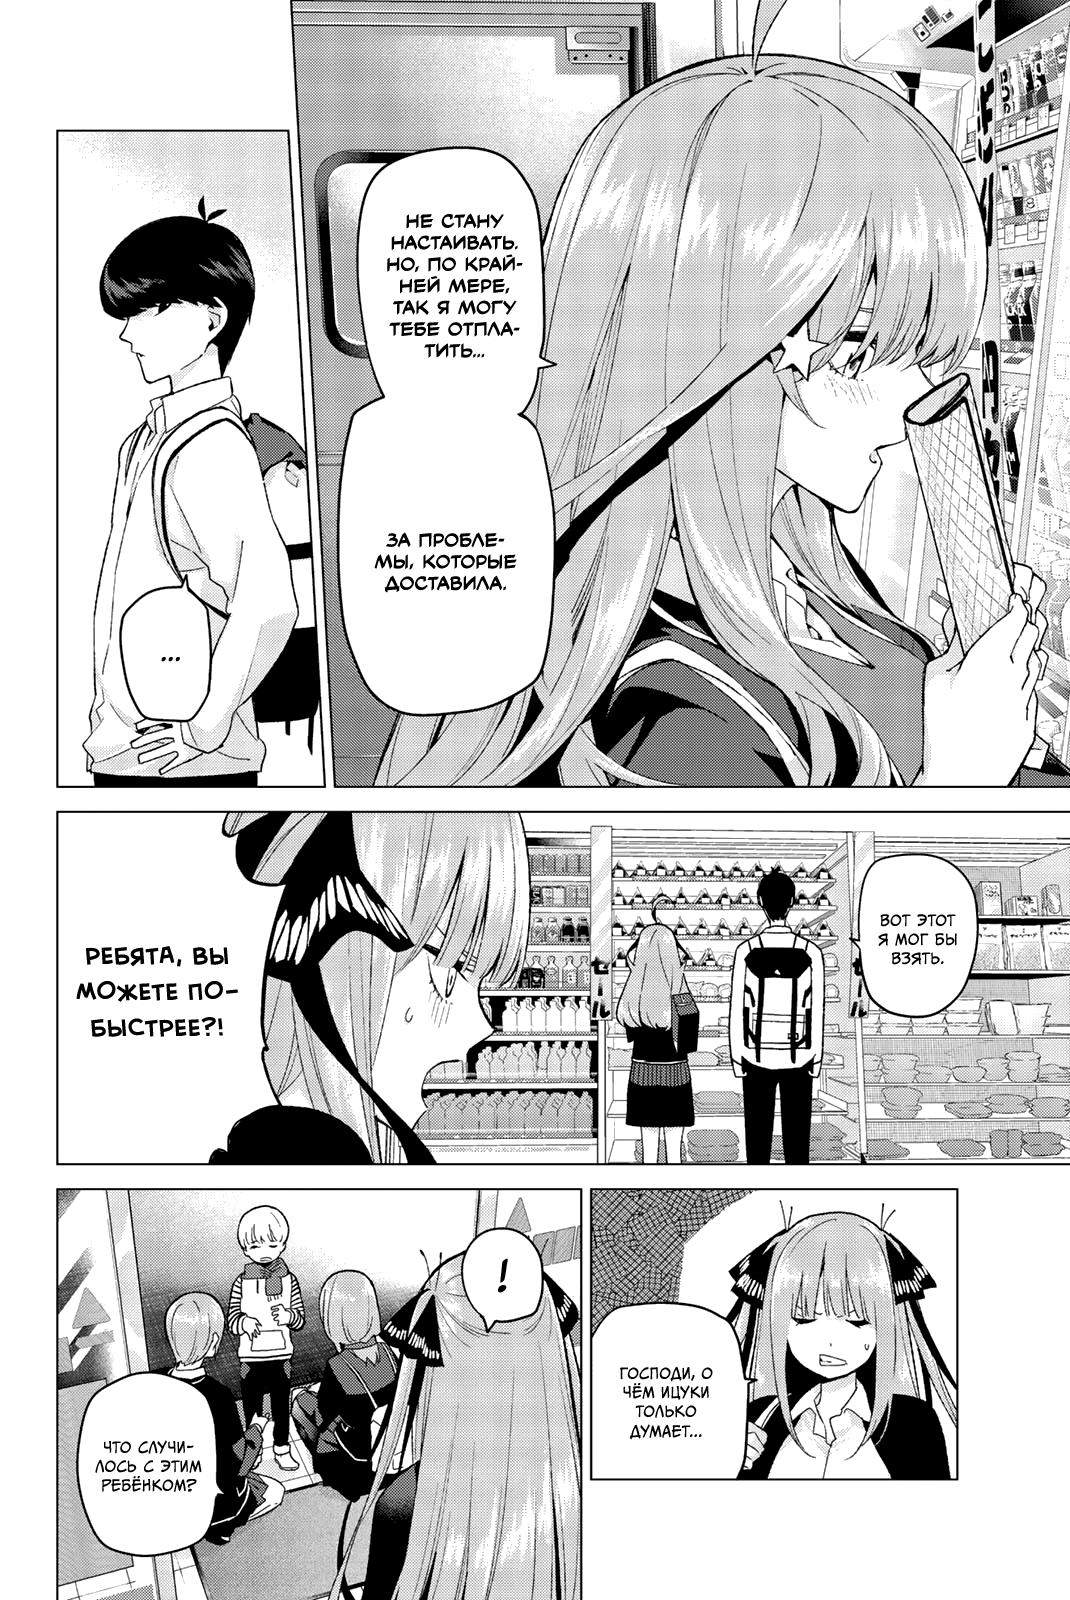 НЕ СТАНУ
НАСТАИВАТЬ.
НО, ПО КРАЙ-
НЕЙ МЕРЕ,
ТАК Я МОГУ
ТЕБЕ ОТПЛА-
ТИТЬ...
ЗА ПРОБЛЕ-
МЫ, КОТОРЫЕ
ДОСТАВИЛА.
...
ВОТ ЭТОТ
Я МОГ БЫ
ВЗЯТЬ.
РЕБЯТА, ВЫ
МОЖЕТЕ ПО-
БЫСТРЕЕ?!
ГОСПОДИ, О
ЧЁМ ИЦУКИ
ТОЛЬКО
ДУМАЕТ...
!
ЧТО СЛУЧИ-
ЛОСЬ С ЭТИМ
РЕБЁНКОМ?